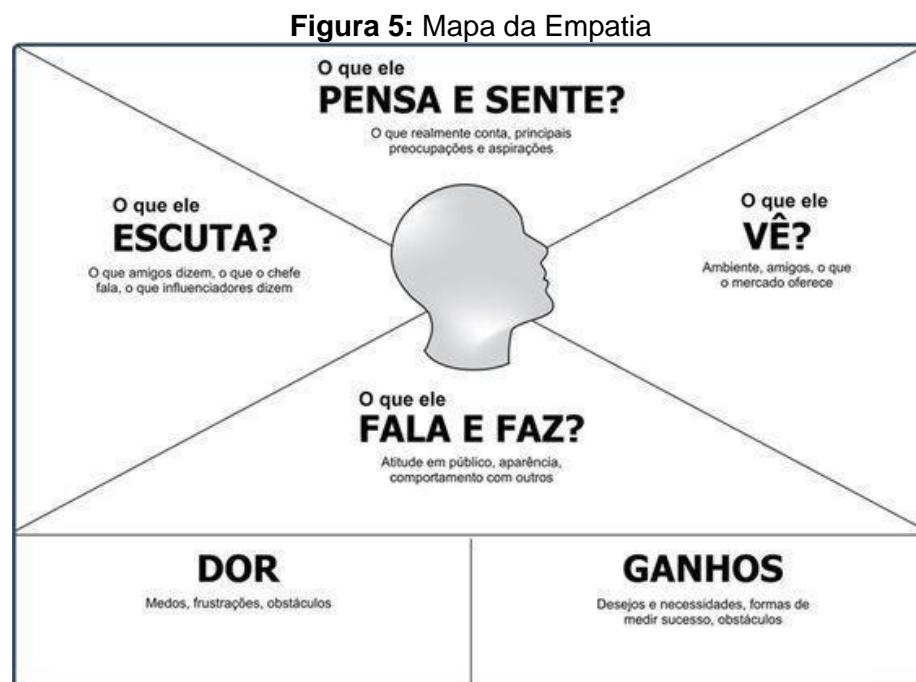 Figura 5: Mapa da Empatia
O que ele
PENSA E SENTE?
O que realmente conta, principais
preocupações e aspirações
O que ele
ESCUTA?
O que amigos dizem, o que o chefe
fala, o que influenciadores dizem
O que ele
VÊ?
Ambiente, amigos, o que
o mercado oferece
O que ele
FALA E FAZ?
Atitude em público, aparência,
comportamento com outros
DOR
Medos, frustrações, obstáculos
GANHOS
Desejos e necessidades, formas de
medir sucesso, obstáculos